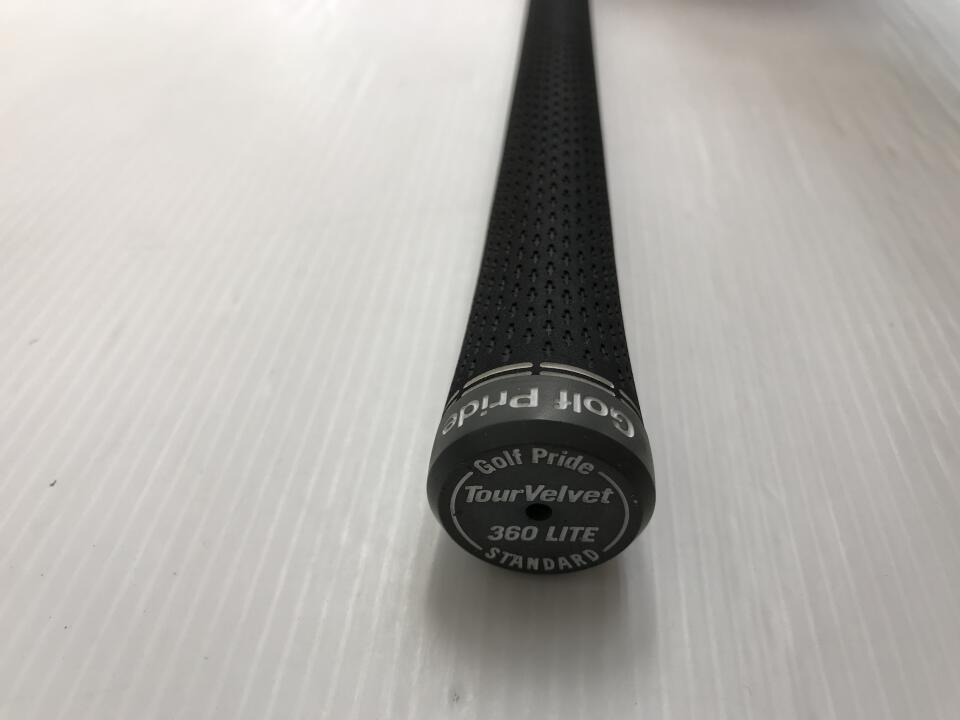 Golf Pride
Golf Pride
TourVelvet
360 LITE
STANDARD